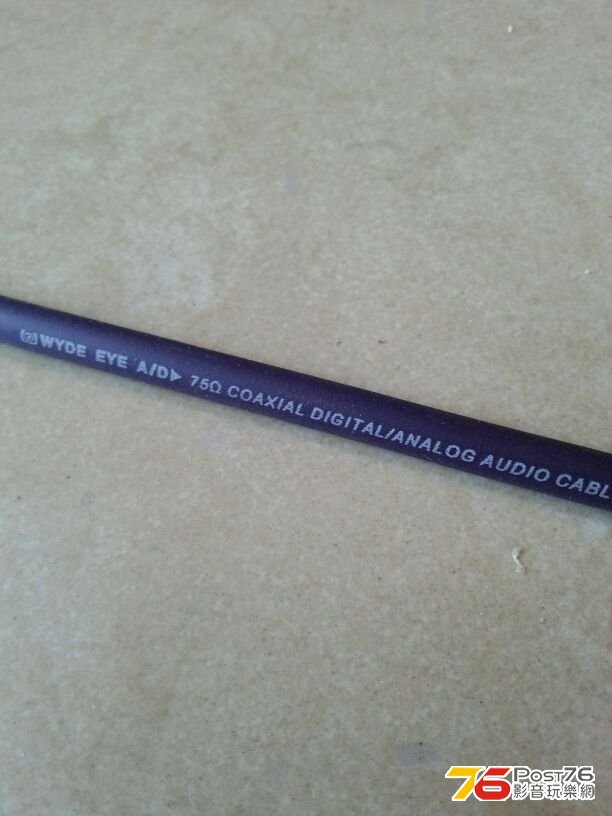 WYDE EYE A/D▶ 75Ω COAXIAL DIGITAL/ANALOG AUDIO CABL
76 POST76
影音玩樂網